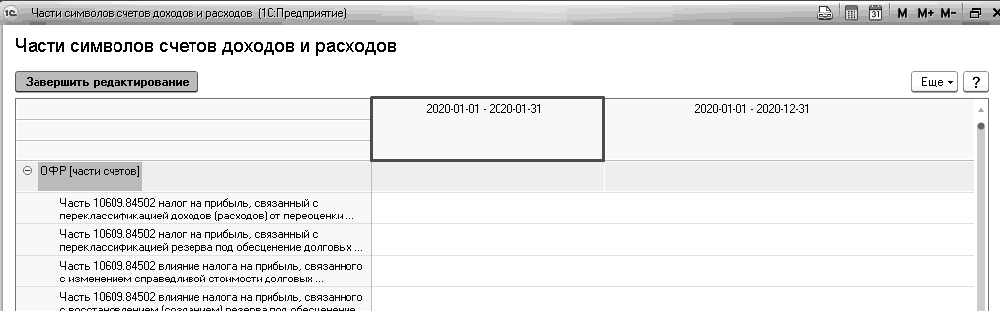 1С Части символов счетов доходов и расходов (1С:Предприятие) 31 M M+ M-
Части символов счетов доходов и расходов
Завершить редактирование Еще ?
2020-01-01 - 2020-01-31 2020-01-01 - 2020-12-31
ОФР [части счетов]
Часть 10609.84502 налог на прибыль, связанный с
переклассификацией доходов (расходов) от переоценки ...
Часть 10609.84502 налог на прибыль, связанный с
переклассификацией резерва под обесценение долговых ...
Часть 10609.84502 влияние налога на прибыль, связанного
с изменением справедливой стоимости долговых ...
Часть 10609.84502 влияние налога на прибыль, связанного
с восстановлением (созданием) резерва под обесценение